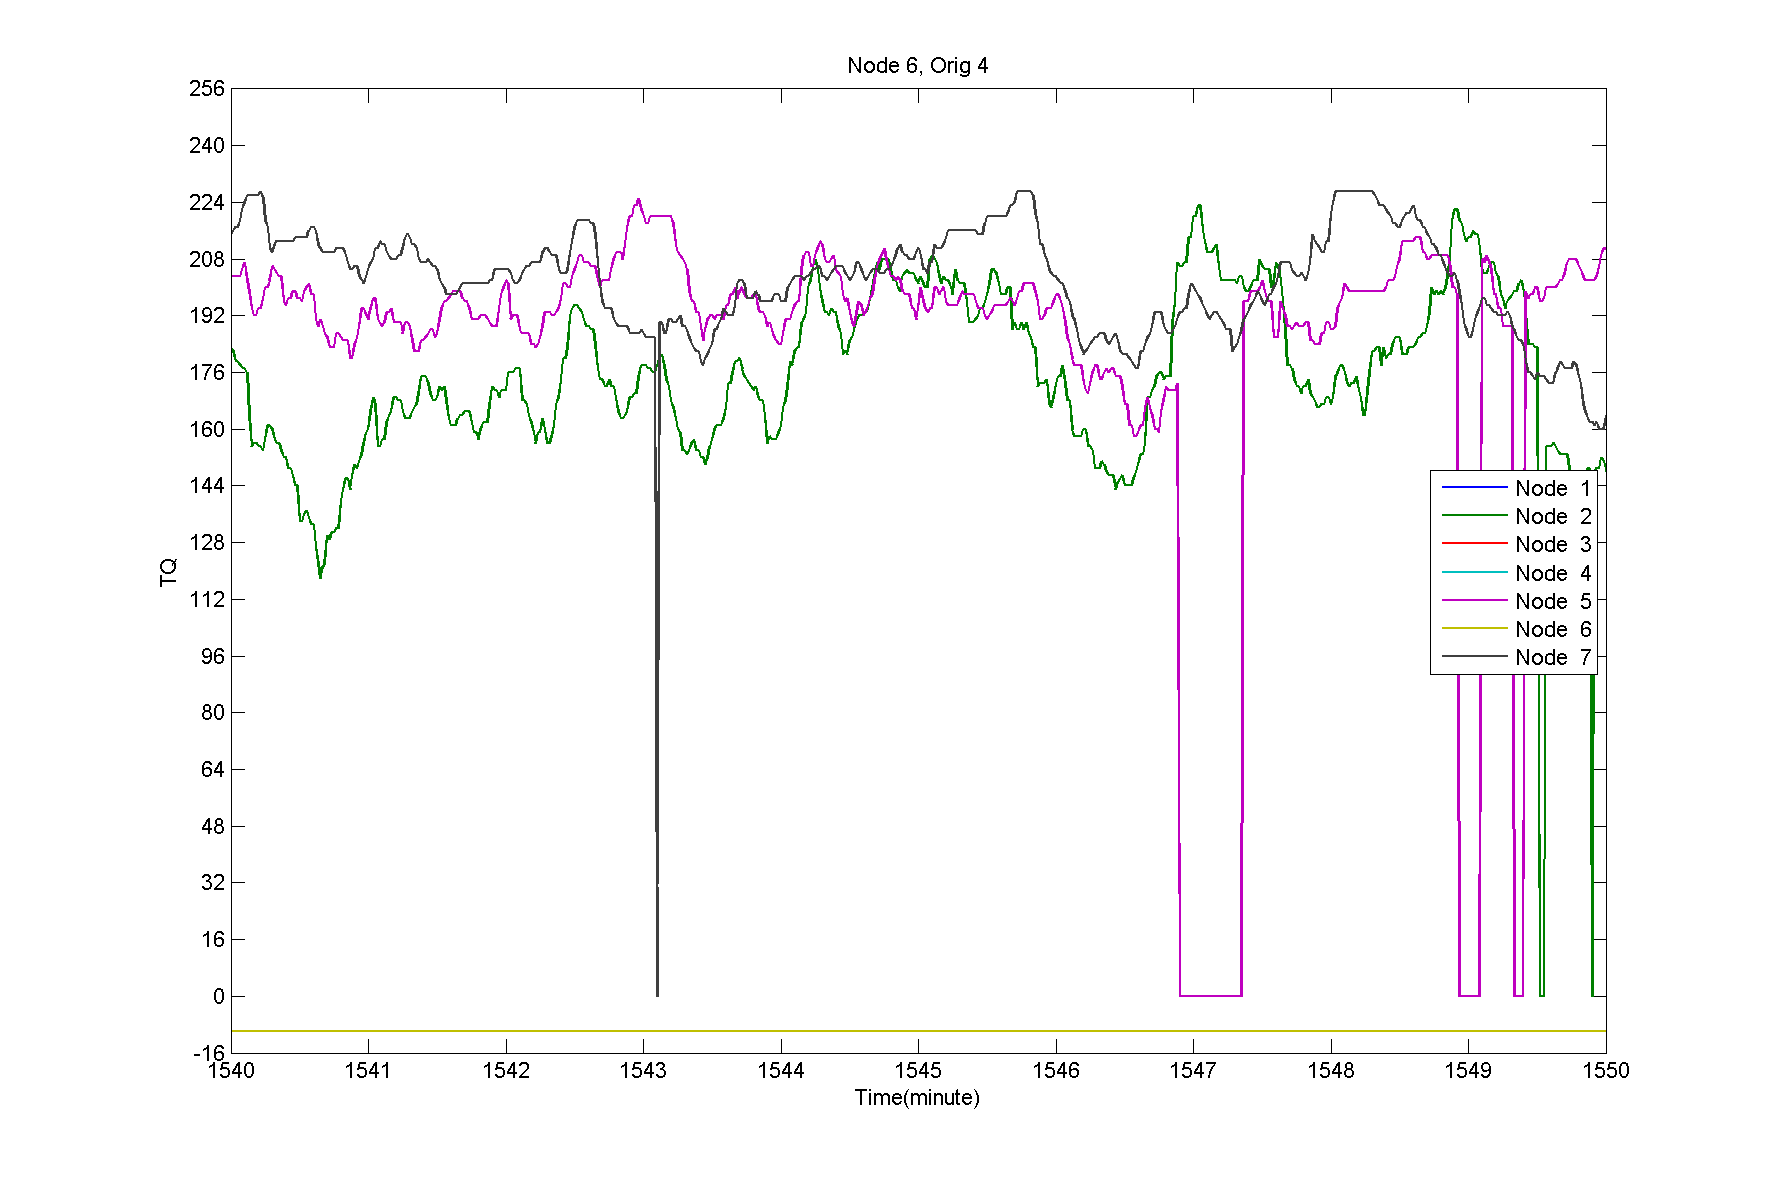 Node 6, Orig 4
256
240
224
208
192
176
160
144
128
112
96
80
64
48
32
16
0
-16
TQ
Node 1
Node 2
Node 3
Node 4
Node 5
Node 6
Node 7
1540 1541 1542 1543 1544 1545 1546 1547 1548 1549 1550
Time(minute)